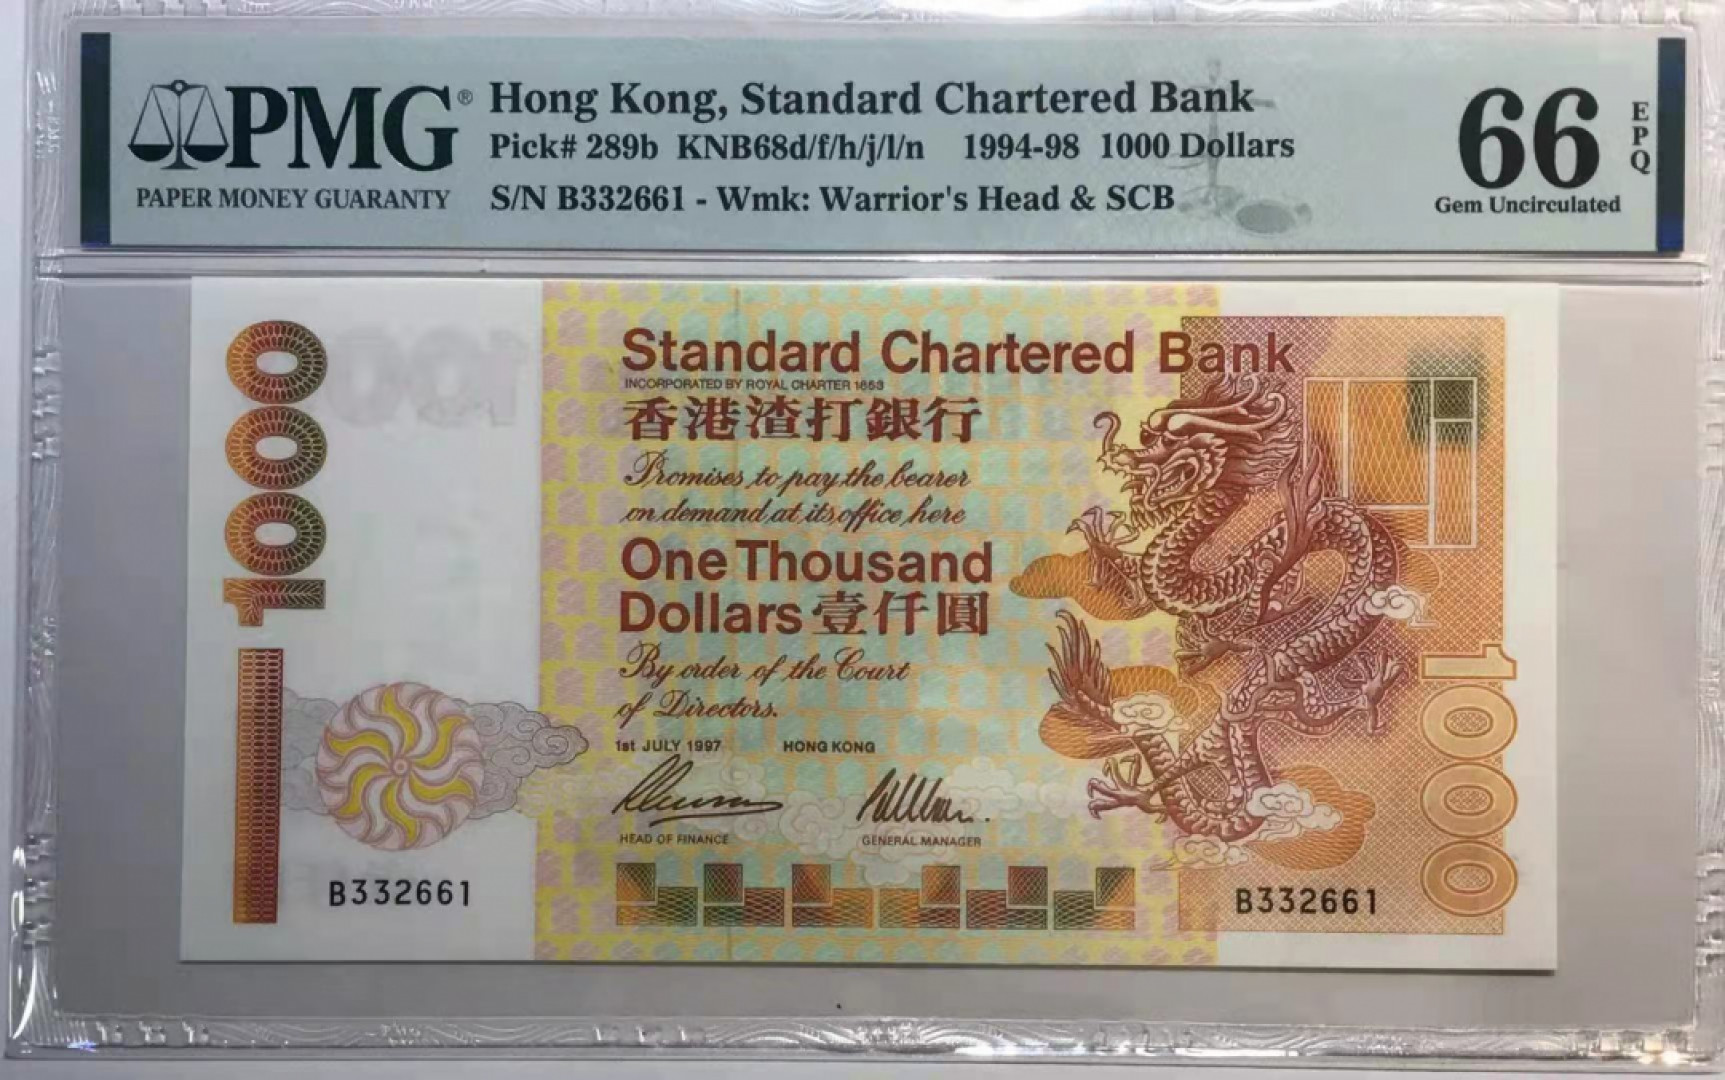 PMG®
PAPER MONEY GUARANTY
Hong Kong, Standard Chartered Bank
Pick# 289b KNB68d/f/h/j/l/n 1994-98 1000 Dollars
S/N B332661 - Wmk: Warrior's Head & SCB
66 EPQ
Gem Uncirculated
1000
Standard Chartered Bank
INCORPORATED BY ROYAL CHARTER 1853
香港渣打銀行
Promises to pay the bearer
on demand at its office here
One Thousand
Dollars 壹仟圓
By order of the Court
of Directors.
1st JULY 1997 HONG KONG
HEAD OF FINANCE GENERAL MANAGER
B332661 B332661
1000